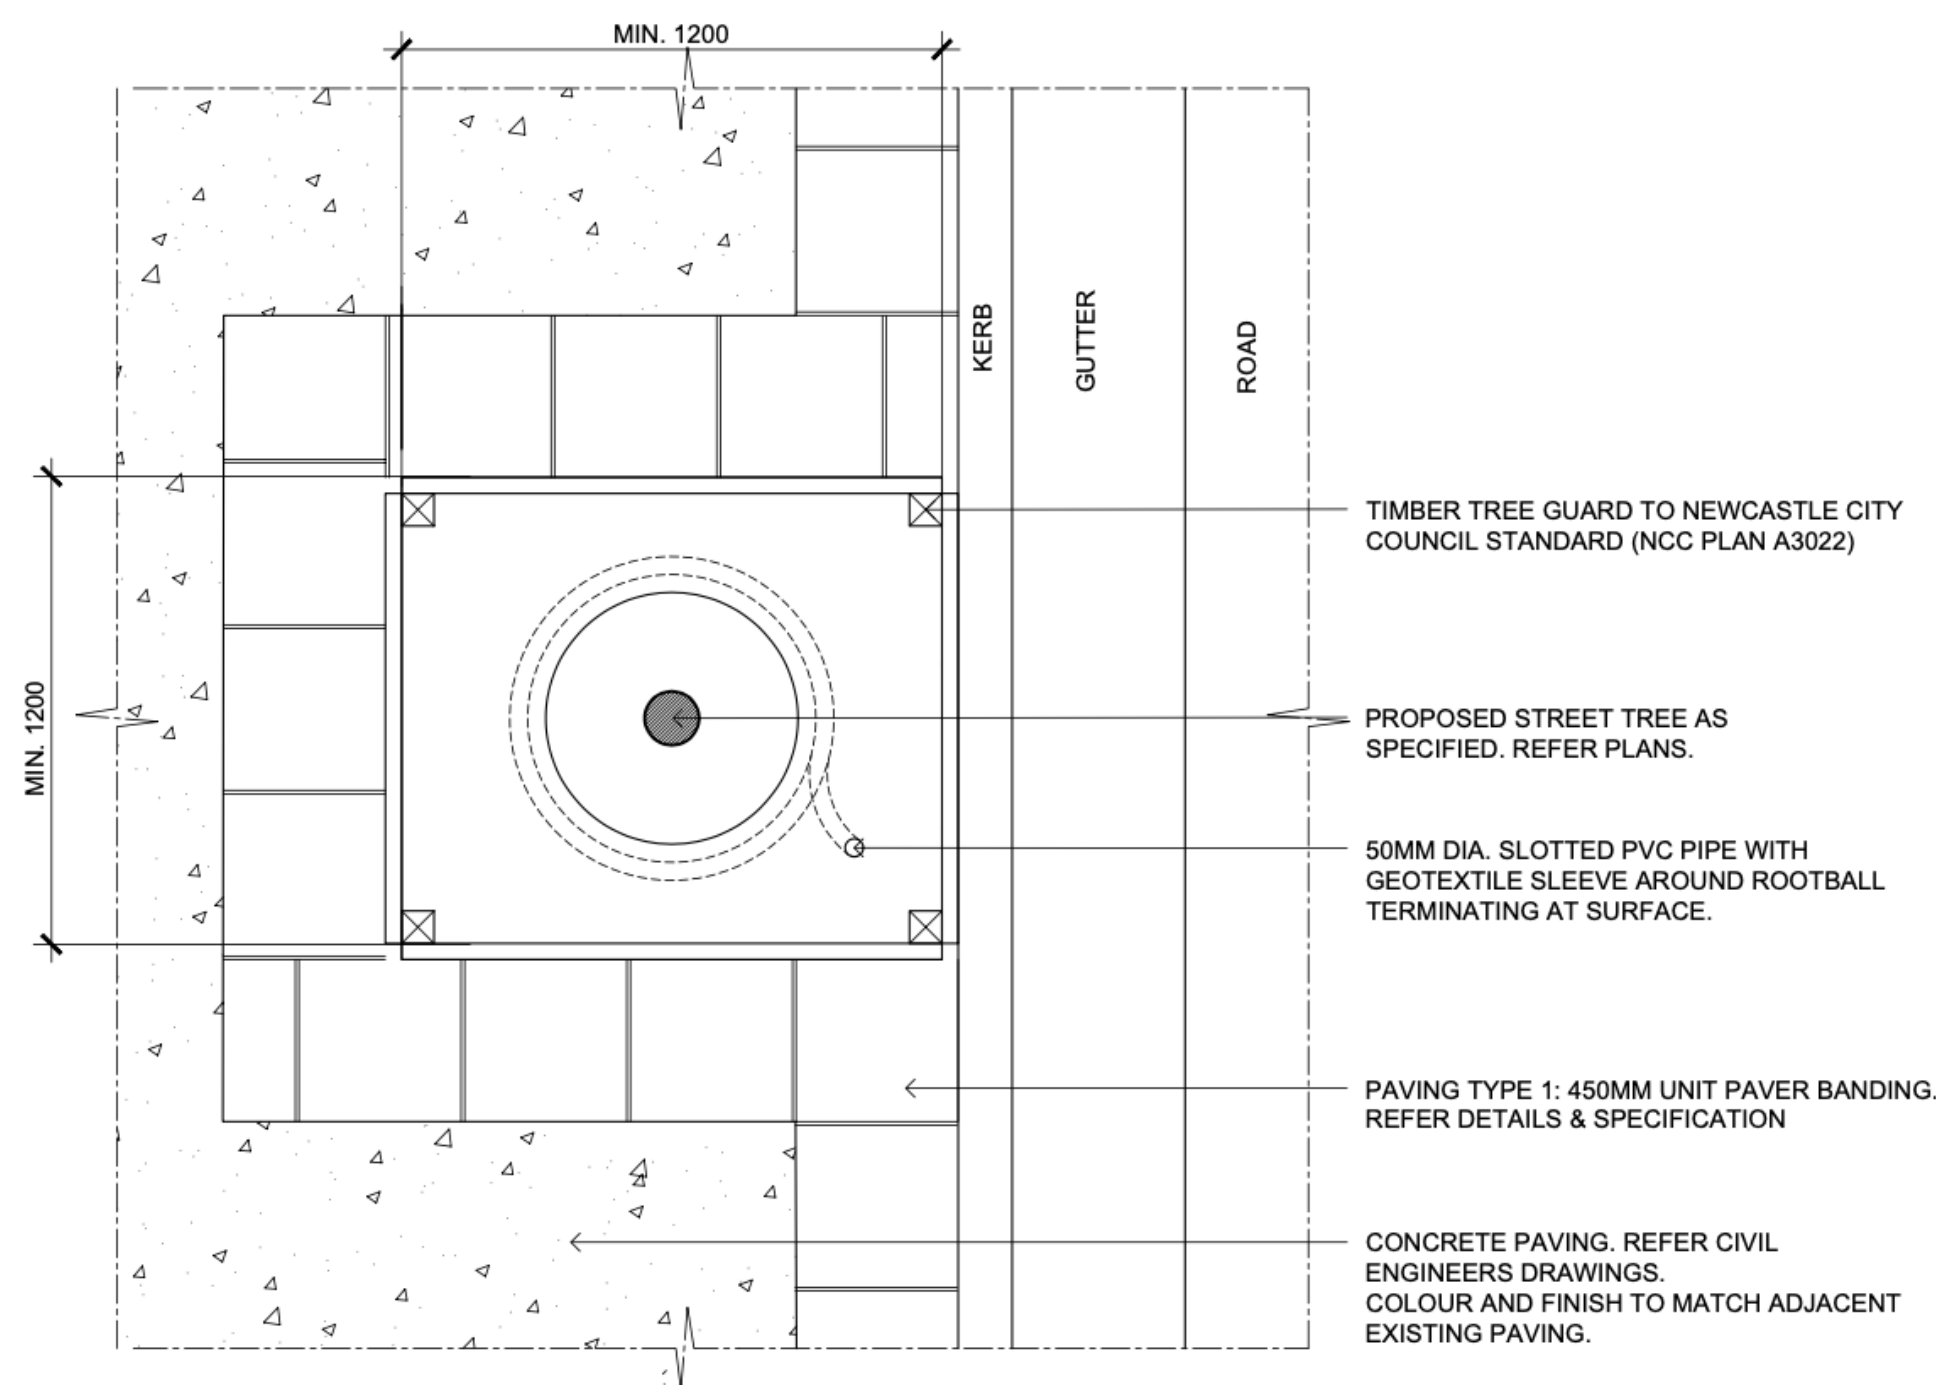 MIN. 1200
KERB
GUTTER
ROAD
MIN. 1200
TIMBER TREE GUARD TO NEWCASTLE CITY
COUNCIL STANDARD (NCC PLAN A3022)
PROPOSED STREET TREE AS
SPECIFIED. REFER PLANS.
50MM DIA. SLOTTED PVC PIPE WITH
GEOTEXTILE SLEEVE AROUND ROOTBALL
TERMINATING AT SURFACE.
PAVING TYPE 1: 450MM UNIT PAVER BANDING.
REFER DETAILS & SPECIFICATION
CONCRETE PAVING. REFER CIVIL
ENGINEERS DRAWINGS.
COLOUR AND FINISH TO MATCH ADJACENT
EXISTING PAVING.